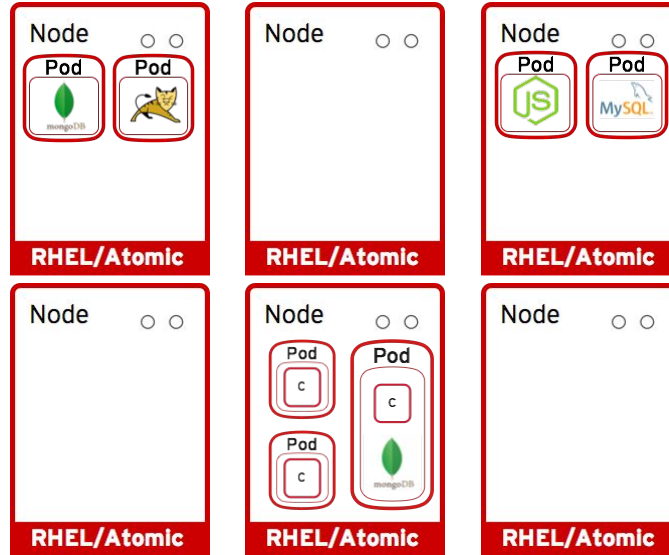 Node
Pod
mongoDB
Pod
RHEL/Atomic
Node
RHEL/Atomic
Node
Pod
JS
Pod
MySQL
RHEL/Atomic
Node
RHEL/Atomic
Node
Pod
c
Pod
c
Pod
c
mongoDB
RHEL/Atomic
Node
RHEL/Atomic